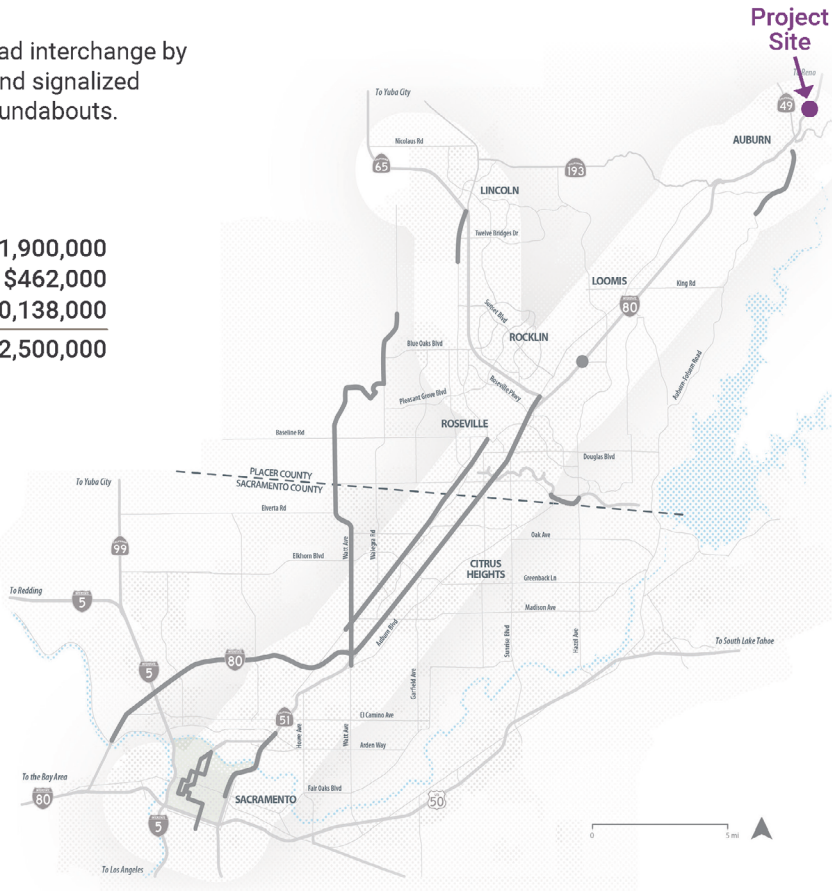 Project
Site
ad interchange by
nd signalized
undabouts.
1,900,000
$462,000
0,138,000
2,500,000
To Reno
49
AUBURN
To Yuba City
Nicolaus Rd
65
193
LINCOLN
Twelve Bridges Dr
LOOMIS
King Rd
80
Sunset Blvd
ROCKLIN
Blue Oaks Blvd
Auburn Folsom Road
Roseville Pkwy
Pleasant Grove Blvd
ROSEVILLE
Baseline Rd
Douglas Blvd
PLACER COUNTY
SACRAMENTO COUNTY
To Yuba City
Elverta Rd
99
Watt Ave
Walerga Rd
Oak Ave
Elkhorn Blvd
CITRUS
HEIGHTS
Greenback Ln
To Redding
5
Madison Ave
Auburn Blvd
Sunrise Blvd
Hazel Ave
To South Lake Tahoe
80
5
Garfield Ave
51
El Camino Ave
Howe Ave
Watt Ave
Arden Way
To the Bay Area
80
Fair Oaks Blvd
SACRAMENTO
50
5
0
5 mi
To Los Angeles